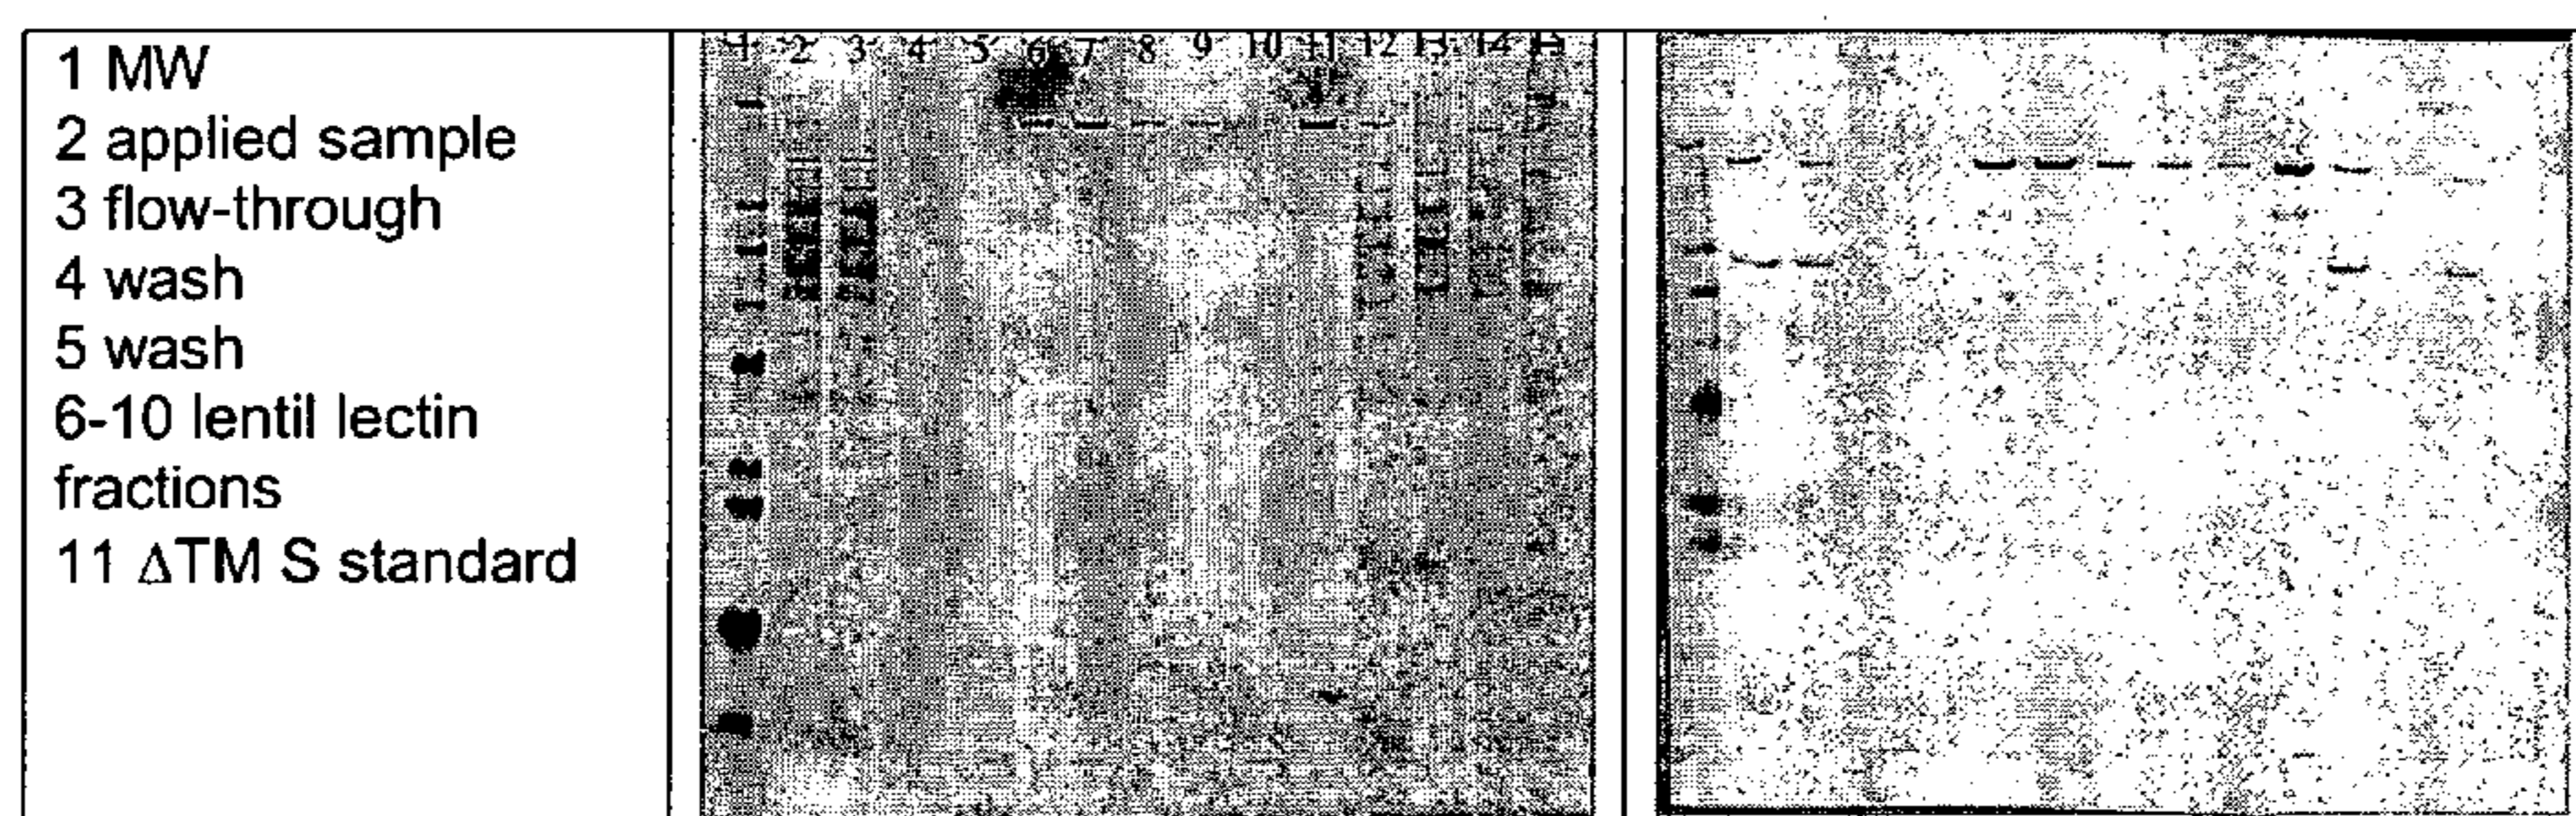 1 MW
2 applied sample
3 flow-through
4 wash
5 wash
6-10 lentil lectin
fractions
11 ΔTM S standard
1 2 3 4 5 6 7 8 9 10 11 12 13 14 15